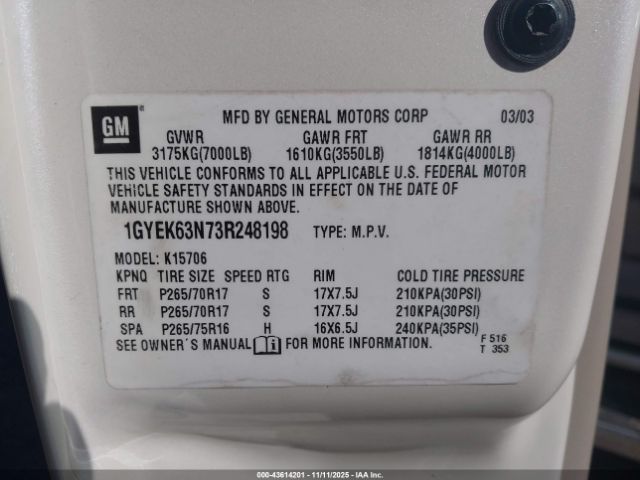 GM
MFD BY GENERAL MOTORS CORP 03/03
GVWR GAWR FRT GAWR RR
3175KG(7000LB) 1610KG(3550LB) 1814KG(4000LB)
THIS VEHICLE CONFORMS TO ALL APPLICABLE U.S. FEDERAL MOTOR
VEHICLE SAFETY STANDARDS IN EFFECT ON THE DATE OF
MANUFACTURE SHOWN ABOVE.
1GYEK63N73R248198 TYPE: M.P.V.
MODEL: K15706
KPNQ TIRE SIZE SPEED RTG RIM COLD TIRE PRESSURE
FRT P265/70R17 S 17X7.5J 210KPA(30PSI)
RR P265/70R17 S 17X7.5J 210KPA(30PSI)
SPA P265/75R16 H 16X6.5J 240KPA(35PSI)
SEE OWNER'S MANUAL FOR MORE INFORMATION.
F 516
T 353
000-43614201 - 11/11/2025 - IAA Inc.